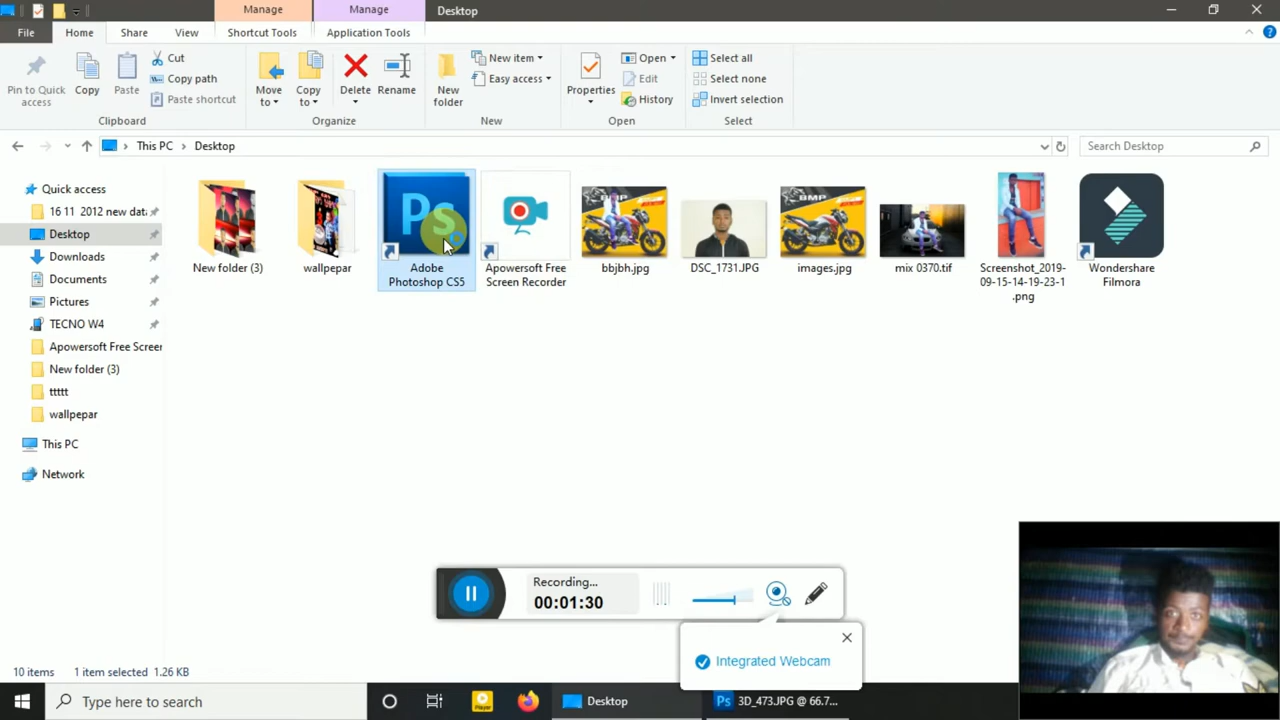 Manage
Manage
Desktop
File
Home
Share
View
Shortcut Tools
Application Tools
Pin to Quick
access
Copy
Paste
Cut
Copy path
Paste shortcut
Clipboard
Move
to
Copy
to
Delete
Rename
Organize
New
folder
New item
Easy access
New
Properties
Open
Edit
History
Open
Select all
Select none
Invert selection
Select
This PC
Desktop
Search Desktop
Quick access
16 11 2012 new data
Desktop
Downloads
Documents
Pictures
TECNO W4
Apowersoft Free Screen
New folder (3)
ttttt
wallpepar
This PC
Network
New folder (3)
wallpepar
Ps
Adobe
Photoshop CS5
Apowersoft Free
Screen Recorder
BMP
bbjbh.jpg
DSC_1731.JPG
BMP
images.jpg
mix 0370.tif
Screenshot_2019-
09-15-14-19-23-1
.png
Wondershare
Filmora
Recording...
00:01:30
Integrated Webcam
10 items
1 item selected 1.26 KB
Type here to search
Player
Desktop
Ps
3D_473.JPG @ 66.7...